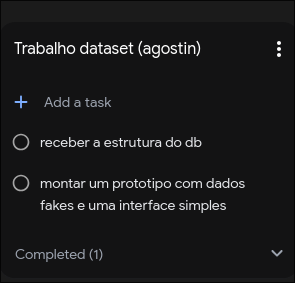 Trabalho dataset (agostin)
Add a task
receber a estrutura do db
montar um prototipo com dados
fakes e uma interface simples
Completed (1)